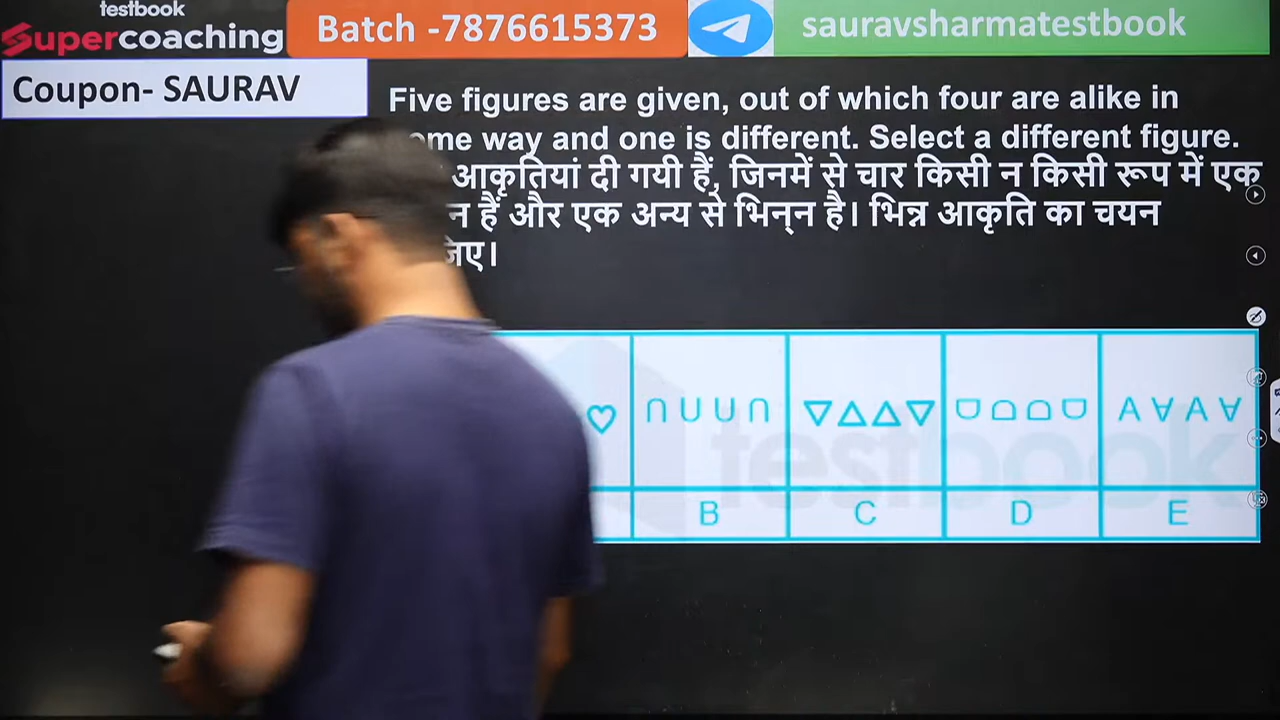 testbook
Supercoaching
Batch -7876615373
sauravsharmatestbook
Coupon- SAURAV
Five figures are given, out of which four are alike in
way and one is different. Select a different figure.
आकृतियां दी गयी हैं, जिनमें से चार किसी न किसी रूप में एक
हैं और एक अन्य से भिन्‍न है। भिन्न आकृति का चयन
∩ U U ∩
▽ △ △ ▽
A ∀ A ∀
B
C
D
E
testbook